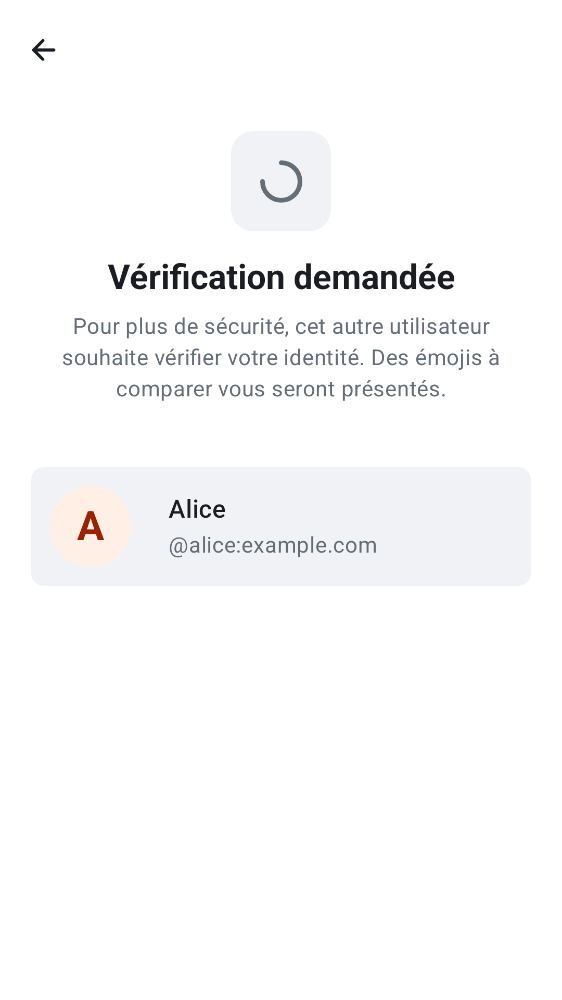 Vérification demandée
Pour plus de sécurité, cet autre utilisateur
souhaite vérifier votre identité. Des émojis à
comparer vous seront présentés.
A
Alice
@alice:example.com